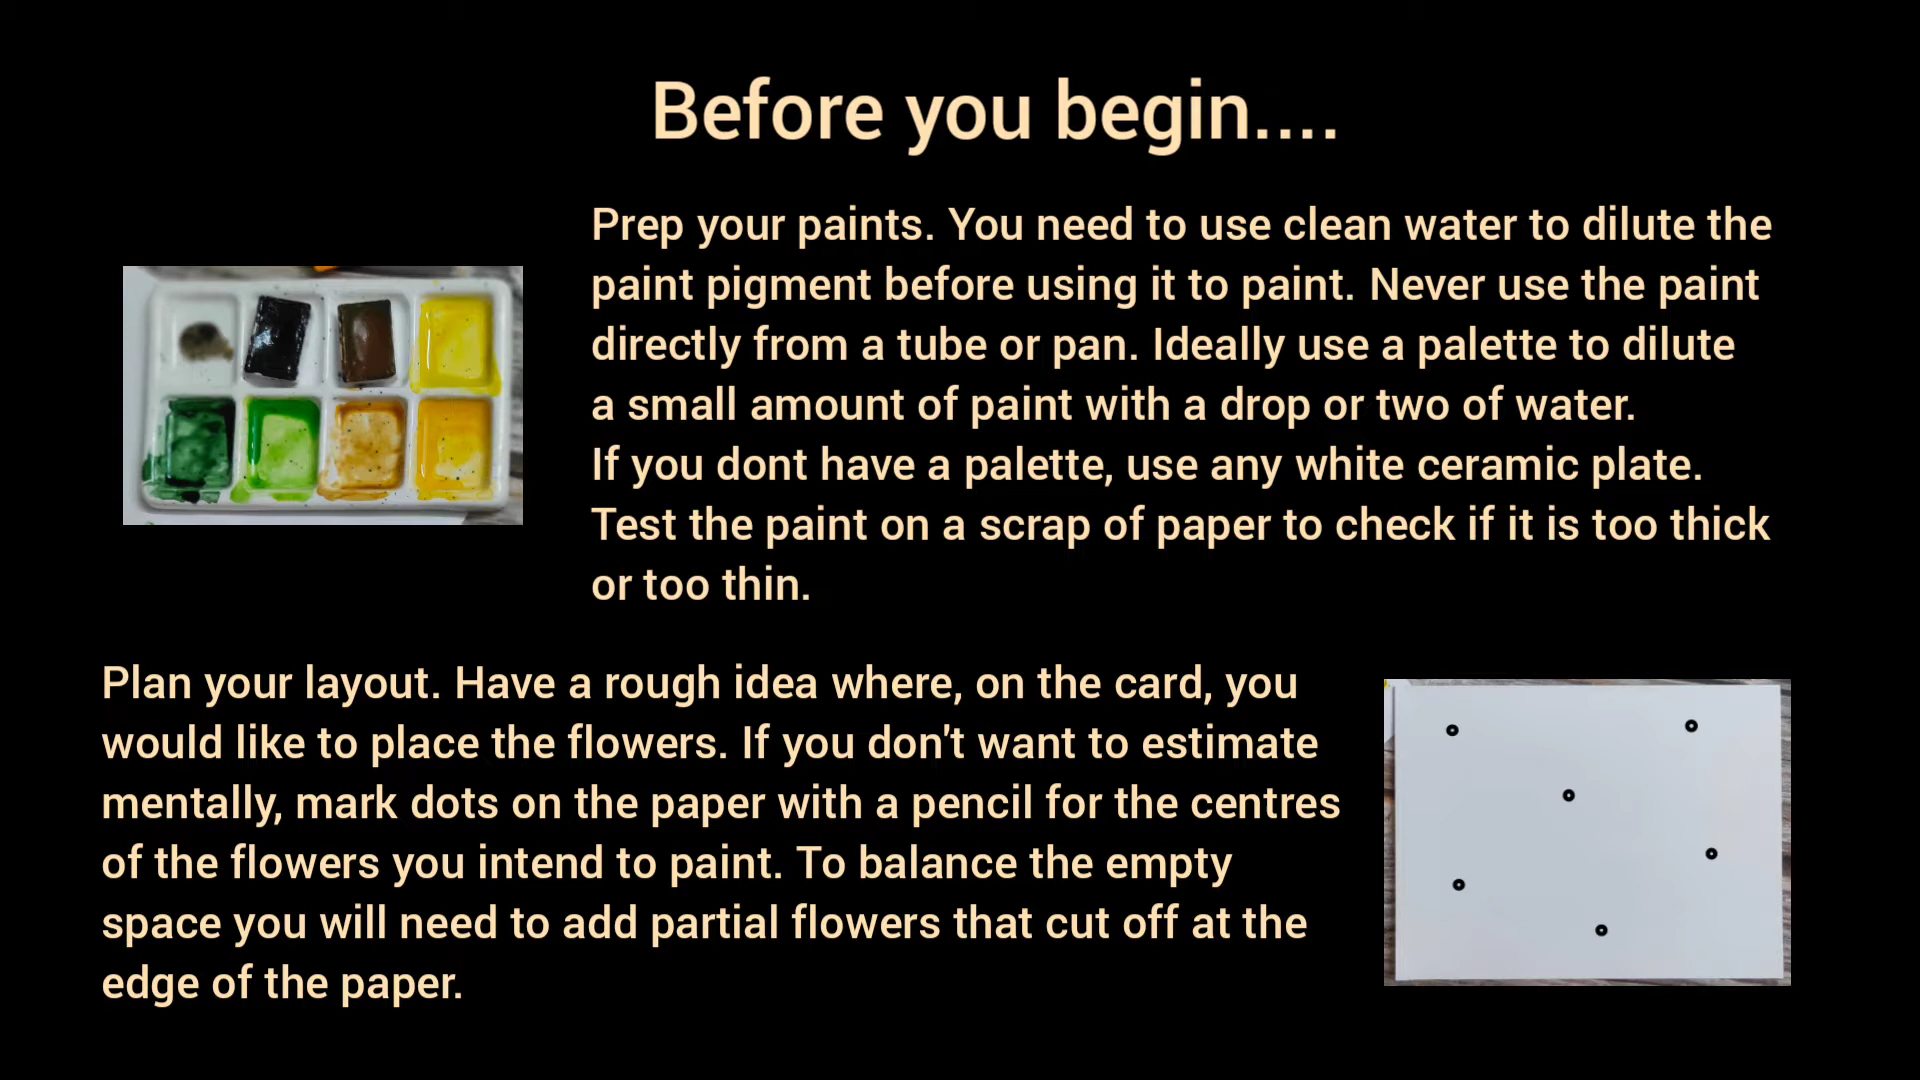 Before you begin....
Prep your paints. You need to use clean water to dilute the
paint pigment before using it to paint. Never use the paint
directly from a tube or pan. Ideally use a palette to dilute
a small amount of paint with a drop or two of water.
If you dont have a palette, use any white ceramic plate.
Test the paint on a scrap of paper to check if it is too thick
or too thin.
Plan your layout. Have a rough idea where, on the card, you
would like to place the flowers. If you don't want to estimate
mentally, mark dots on the paper with a pencil for the centres
of the flowers you intend to paint. To balance the empty
space you will need to add partial flowers that cut off at the
edge of the paper.